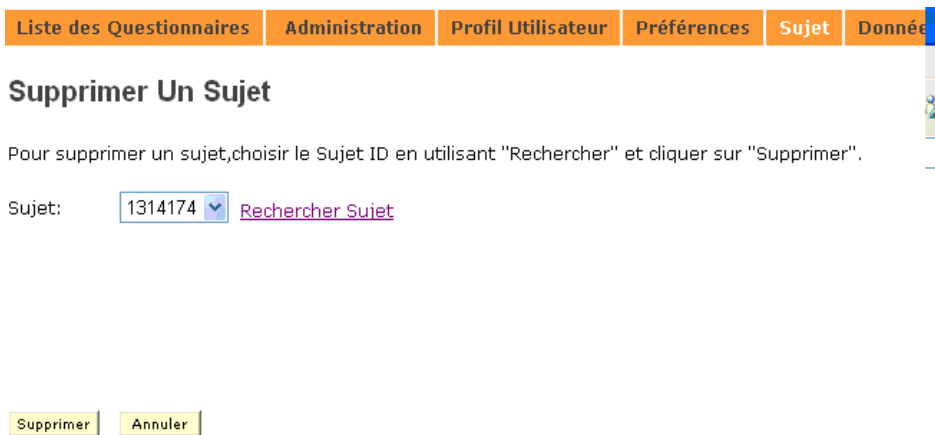 Liste des Questionnaires Administration Profil Utilisateur Préférences Sujet Donnée
Supprimer Un Sujet
Pour supprimer un sujet,choisir le Sujet ID en utilisant "Rechercher" et cliquer sur "Supprimer".
Sujet: 1314174 Rechercher Sujet
Supprimer Annuler